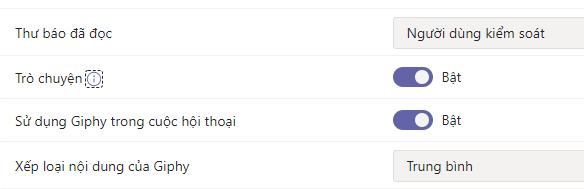 Thư báo đã đọc Người dùng kiểm soát
Trò chuyện Bật
Sử dụng Giphy trong cuộc hội thoại Bật
Xếp loại nội dung của Giphy Trung bình